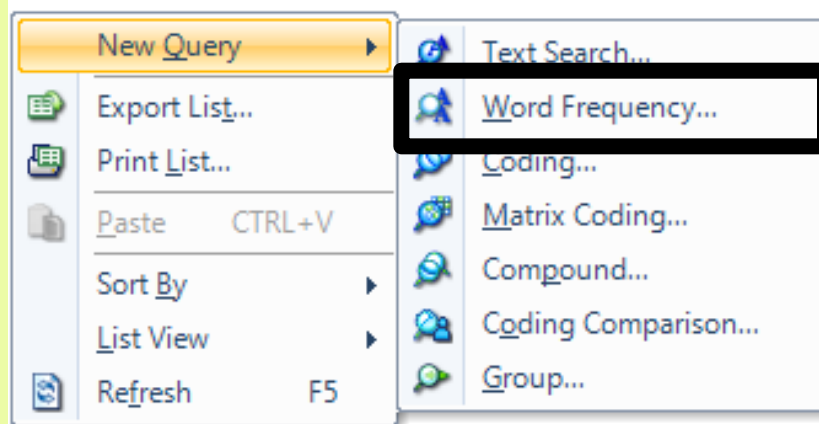 New Query
Export List...
Print List...
Paste CTRL+V
Sort By
List View
Refresh F5
Text Search...
Word Frequency...
Coding...
Matrix Coding...
Compound...
Coding Comparison...
Group...